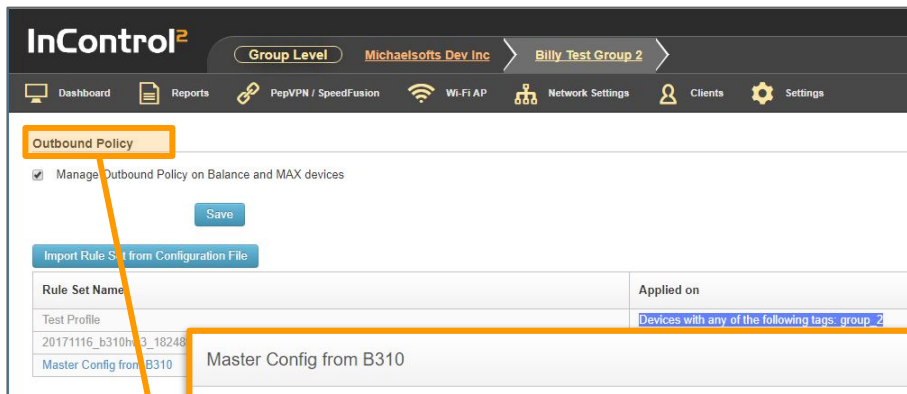 InControl²
Group Level Michaelsofts Dev Inc Billy Test Group 2
Dashboard Reports PepVPN / SpeedFusion Wi-Fi AP Network Settings Clients Settings
Outbound Policy
Manage Outbound Policy on Balance and MAX devices
Save
Import Rule Set from Configuration File
Rule Set Name Applied on
Test Profile Devices with any of the following tags: group_2
Master Config from B310
Master Config from B310